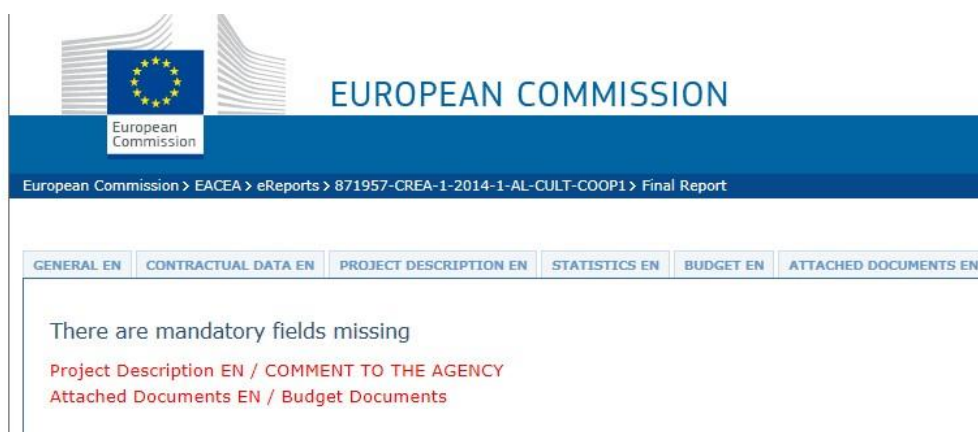 EUROPEAN COMMISSION
European
Commission
European Commission > EACEA > eReports > 871957-CREA-1-2014-1-AL-CULT-COOP1 > Final Report
GENERAL EN CONTRACTUAL DATA EN PROJECT DESCRIPTION EN STATISTICS EN BUDGET EN ATTACHED DOCUMENTS EN
There are mandatory fields missing
Project Description EN / COMMENT TO THE AGENCY
Attached Documents EN / Budget Documents